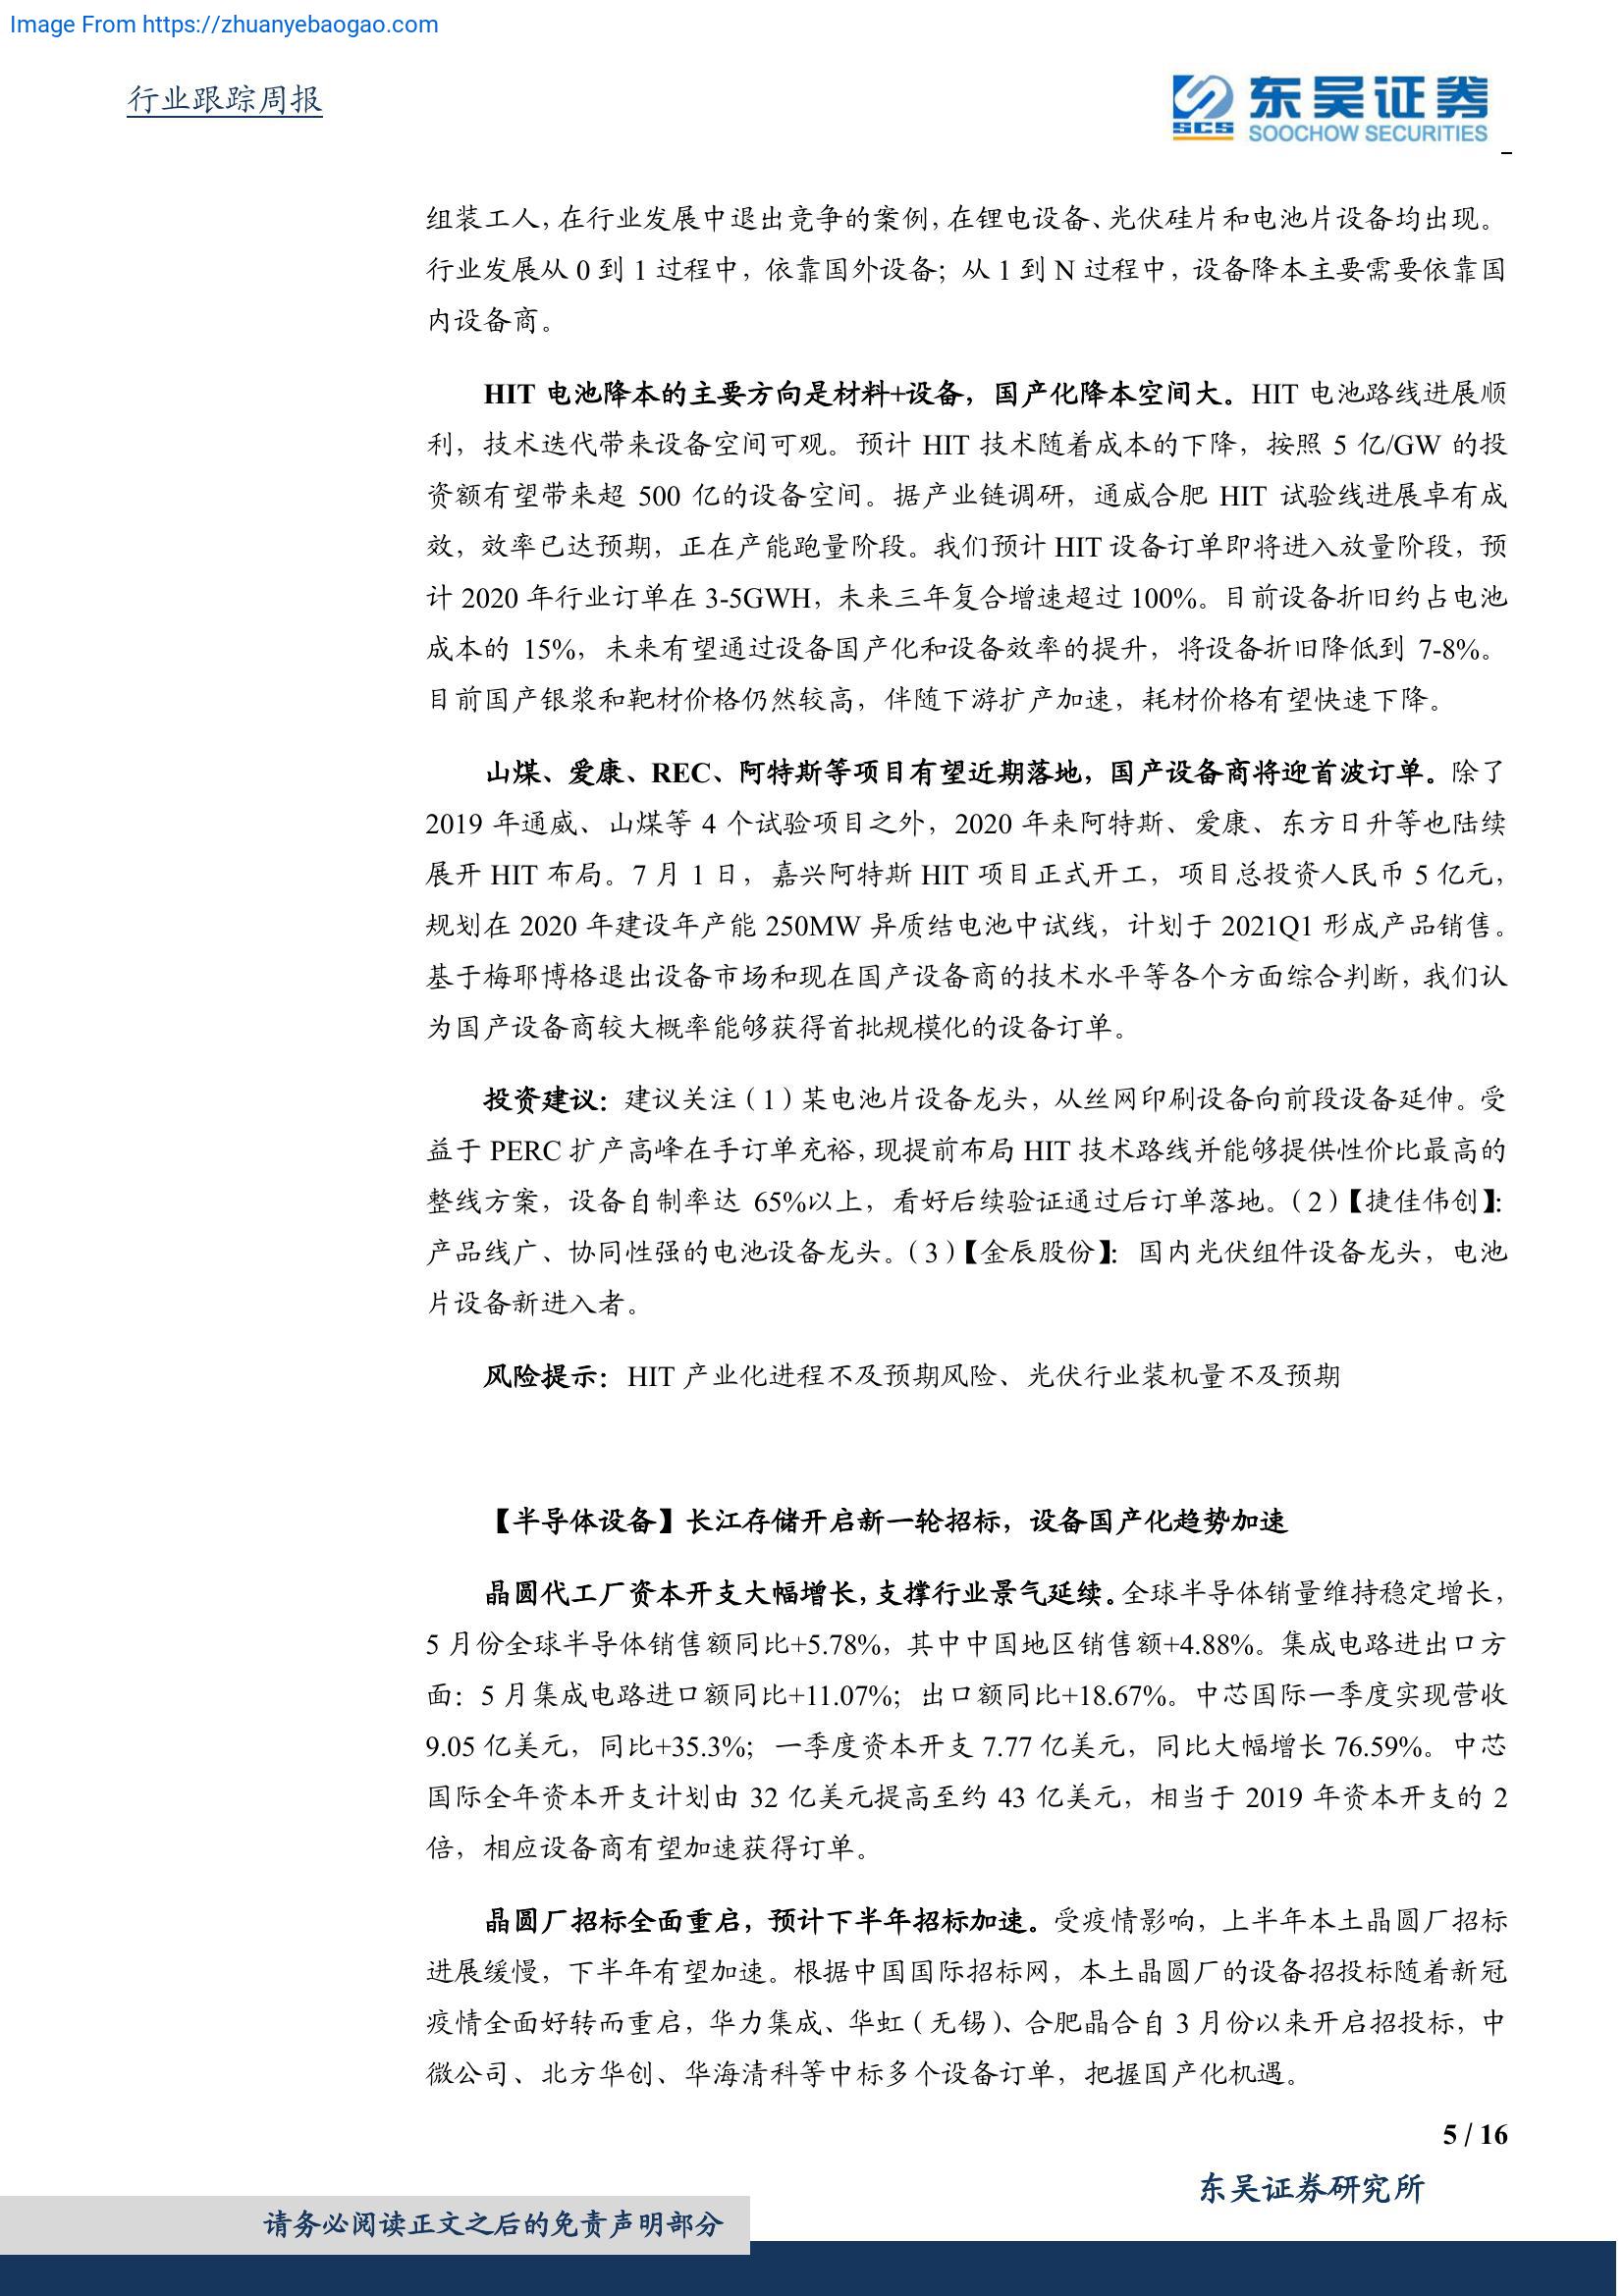 Image From https://zhuanyebaogao.com
行业跟踪周报
SCS
东吴证券
SOOCHOW SECURITIES
组装工人,在行业发展中退出竞争的案例,在锂电设备、光伏硅片和电池片设备均出现。
行业发展从 0 到 1 过程中，依靠国外设备；从 1 到 N 过程中，设备降本主要需要依靠国
内设备商。
HIT 电池降本的主要方向是材料+设备，国产化降本空间大。HIT 电池路线进展顺
利，技术迭代带来设备空间可观。预计 HIT 技术随着成本的下降，按照 5 亿/GW 的投
资额有望带来超 500 亿的设备空间。据产业链调研，通威合肥 HIT 试验线进展卓有成
效，效率已达预期，正在产能跑量阶段。我们预计 HIT 设备订单即将进入放量阶段，预
计 2020 年行业订单在 3-5GWH，未来三年复合增速超过 100%。目前设备折旧约占电池
成本的 15%，未来有望通过设备国产化和设备效率的提升，将设备折旧降低到 7-8%。
目前国产银浆和靶材价格仍然较高，伴随下游扩产加速，耗材价格有望快速下降。
山煤、爱康、REC、阿特斯等项目有望近期落地，国产设备商将迎首波订单。除了
2019 年通威、山煤等 4 个试验项目之外，2020 年来阿特斯、爱康、东方日升等也陆续
展开 HIT 布局。7 月 1 日，嘉兴阿特斯 HIT 项目正式开工，项目总投资人民币 5 亿元，
规划在 2020 年建设年产能 250MW 异质结电池中试线，计划于 2021Q1 形成产品销售。
基于梅耶博格退出设备市场和现在国产设备商的技术水平等各个方面综合判断，我们认
为国产设备商较大概率能够获得首批规模化的设备订单。
投资建议：建议关注（1）某电池片设备龙头，从丝网印刷设备向前段设备延伸。受
益于 PERC 扩产高峰在手订单充裕，现提前布局 HIT 技术路线并能够提供性价比最高的
整线方案，设备自制率达 65%以上，看好后续验证通过后订单落地。（2）【捷佳伟创】：
产品线广、协同性强的电池设备龙头。（3）【金辰股份】：国内光伏组件设备龙头，电池
片设备新进入者。
风险提示：HIT 产业化进程不及预期风险、光伏行业装机量不及预期
【半导体设备】长江存储开启新一轮招标，设备国产化趋势加速
晶圆代工厂资本开支大幅增长，支撑行业景气延续。全球半导体销量维持稳定增长，
5 月份全球半导体销售额同比+5.78%，其中中国地区销售额+4.88%。集成电路进出口方
面：5 月集成电路进口额同比+11.07%；出口额同比+18.67%。中芯国际一季度实现营收
9.05 亿美元，同比+35.3%；一季度资本开支 7.77 亿美元，同比大幅增长 76.59%。中芯
国际全年资本开支计划由 32 亿美元提高至约 43 亿美元，相当于 2019 年资本开支的 2
倍，相应设备商有望加速获得订单。
晶圆厂招标全面重启，预计下半年招标加速。受疫情影响，上半年本土晶圆厂招标
进展缓慢，下半年有望加速。根据中国国际招标网，本土晶圆厂的设备招投标随着新冠
疫情全面好转而重启，华力集成、华虹（无锡）、合肥晶合自 3 月份以来开启招投标，中
微公司、北方华创、华海清科等中标多个设备订单，把握国产化机遇。
5 / 16
东吴证券研究所
请务必阅读正文之后的免责声明部分